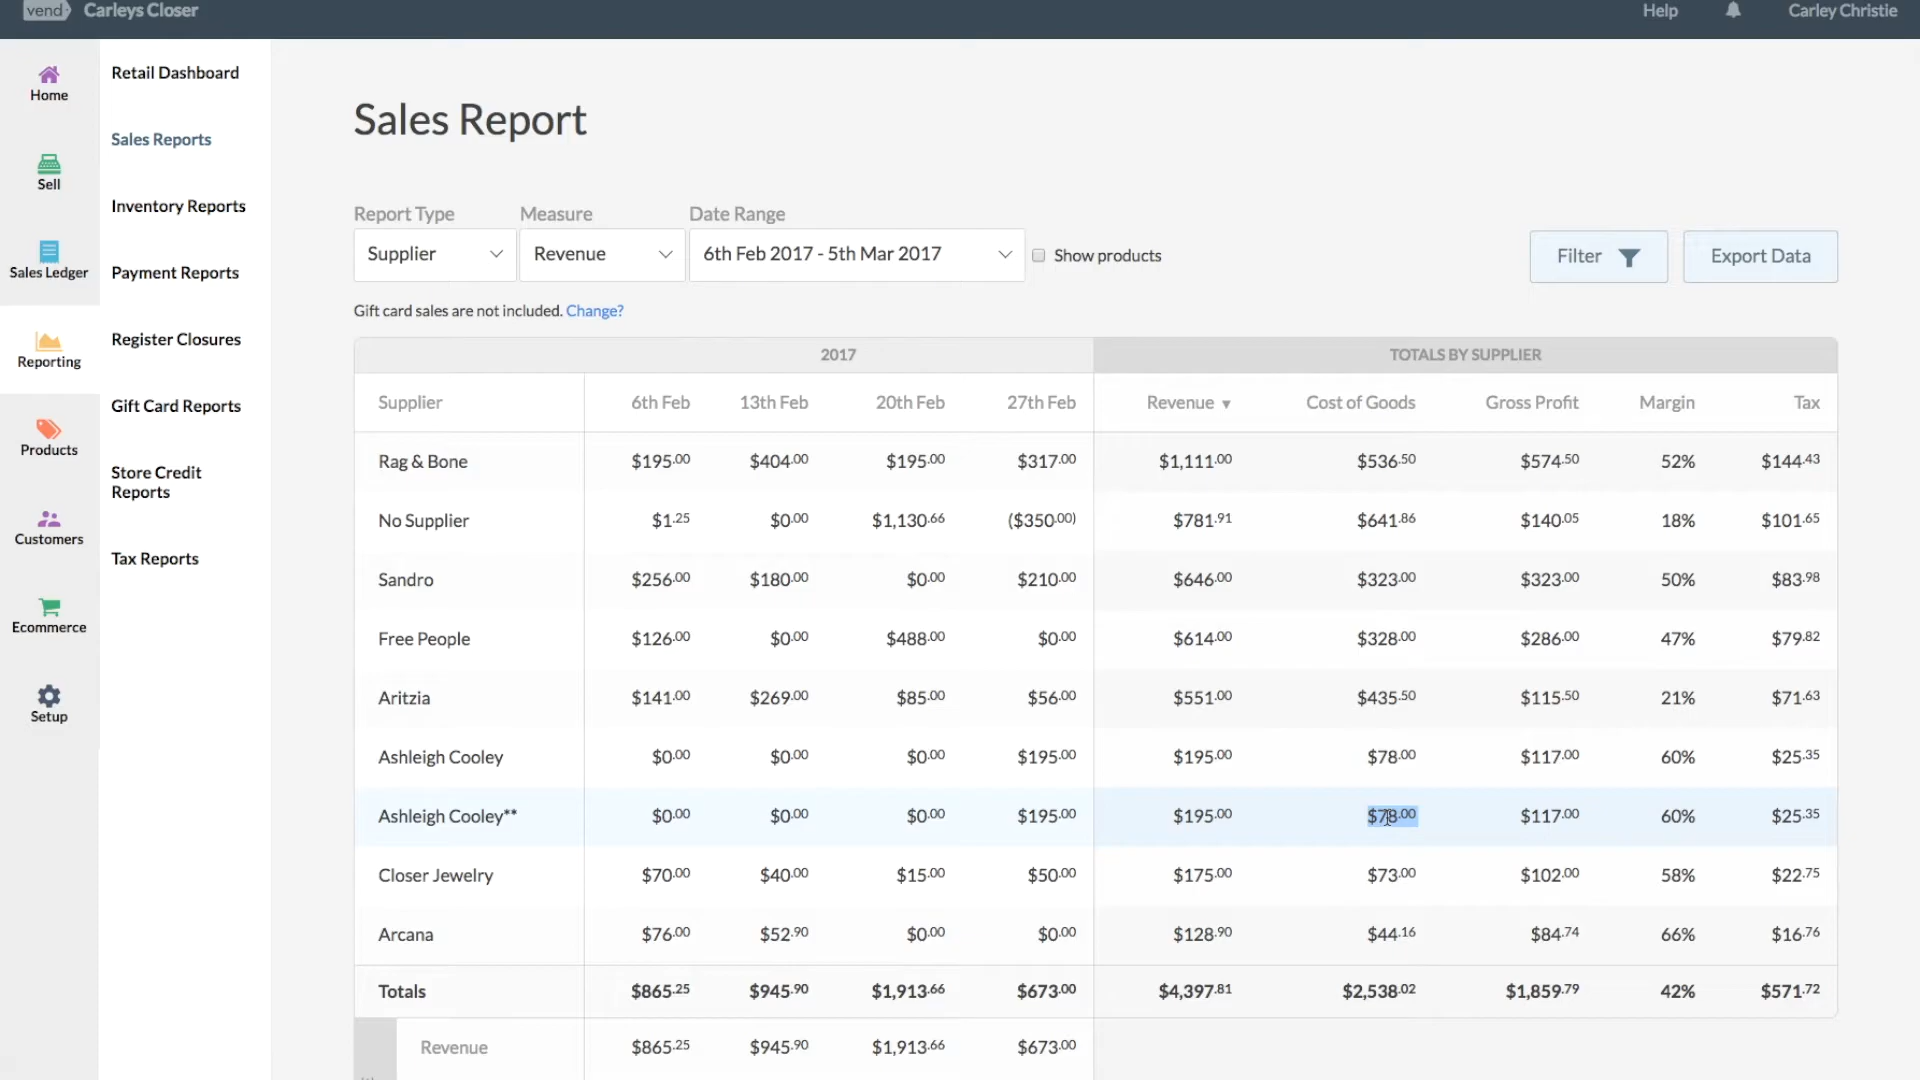 vend Carleys Closer Help Carley Christie
Home
Sell
Sales Ledger
Reporting
Products
Customers
Ecommerce
Setup
Retail Dashboard
Sales Reports
Inventory Reports
Payment Reports
Register Closures
Gift Card Reports
Store Credit
Reports
Tax Reports
Sales Report
Report Type Measure Date Range
Supplier Revenue 6th Feb 2017 - 5th Mar 2017 Show products Filter Export Data
Gift card sales are not included. Change?
2017 TOTALS BY SUPPLIER
Supplier 6th Feb 13th Feb 20th Feb 27th Feb Revenue ▼ Cost of Goods Gross Profit Margin Tax
Rag & Bone $195.00 $404.00 $195.00 $317.00 $1,111.00 $536.50 $574.50 52% $144.43
No Supplier $1.25 $0.00 $1,130.66 ($350.00) $781.91 $641.86 $140.05 18% $101.65
Sandro $256.00 $180.00 $0.00 $210.00 $646.00 $323.00 $323.00 50% $83.98
Free People $126.00 $0.00 $488.00 $0.00 $614.00 $328.00 $286.00 47% $79.82
Aritzia $141.00 $269.00 $85.00 $56.00 $551.00 $435.50 $115.50 21% $71.63
Ashleigh Cooley $0.00 $0.00 $0.00 $195.00 $195.00 $78.00 $117.00 60% $25.35
Ashleigh Cooley** $0.00 $0.00 $0.00 $195.00 $195.00 $78.00 $117.00 60% $25.35
Closer Jewelry $70.00 $40.00 $15.00 $50.00 $175.00 $73.00 $102.00 58% $22.75
Arcana $76.00 $52.90 $0.00 $0.00 $128.90 $44.16 $84.74 66% $16.76
Totals $865.25 $945.90 $1,913.66 $673.00 $4,397.81 $2,538.02 $1,859.79 42% $571.72
Revenue $865.25 $945.90 $1,913.66 $673.00